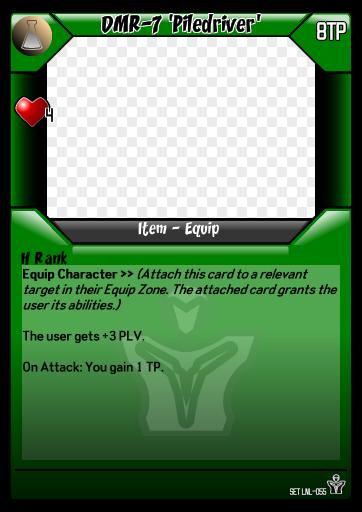 DMR-7 'Piledriver'
8TP
4
Item - Equip
H Rank
Equip Character >> (Attach this card to a relevant
target in their Equip Zone. The attached card grants the
user its abilities.)
The user gets +3 PLV.
On Attack: You gain 1 TP.
SET LNL-055